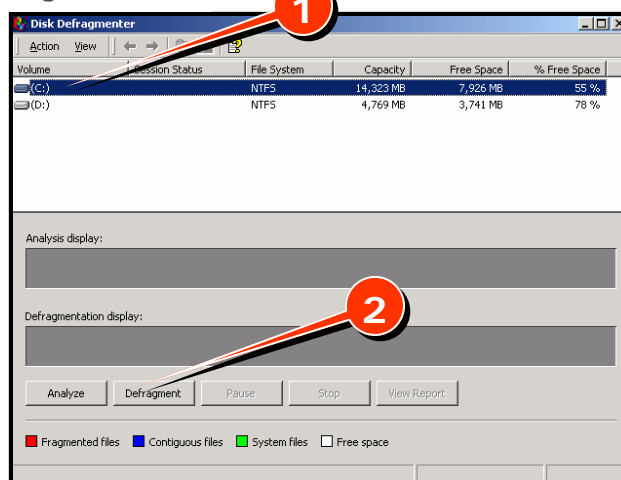 1
Disk Defragmenter
Action View
Volume Session Status File System Capacity Free Space % Free Space
(C:) NTFS 14,323 MB 7,926 MB 55 %
(D:) NTFS 4,769 MB 3,741 MB 78 %
Analysis display:
2
Defragmentation display:
Analyze Defragment Pause Stop View Report
Fragmented files Contiguous files System files Free space